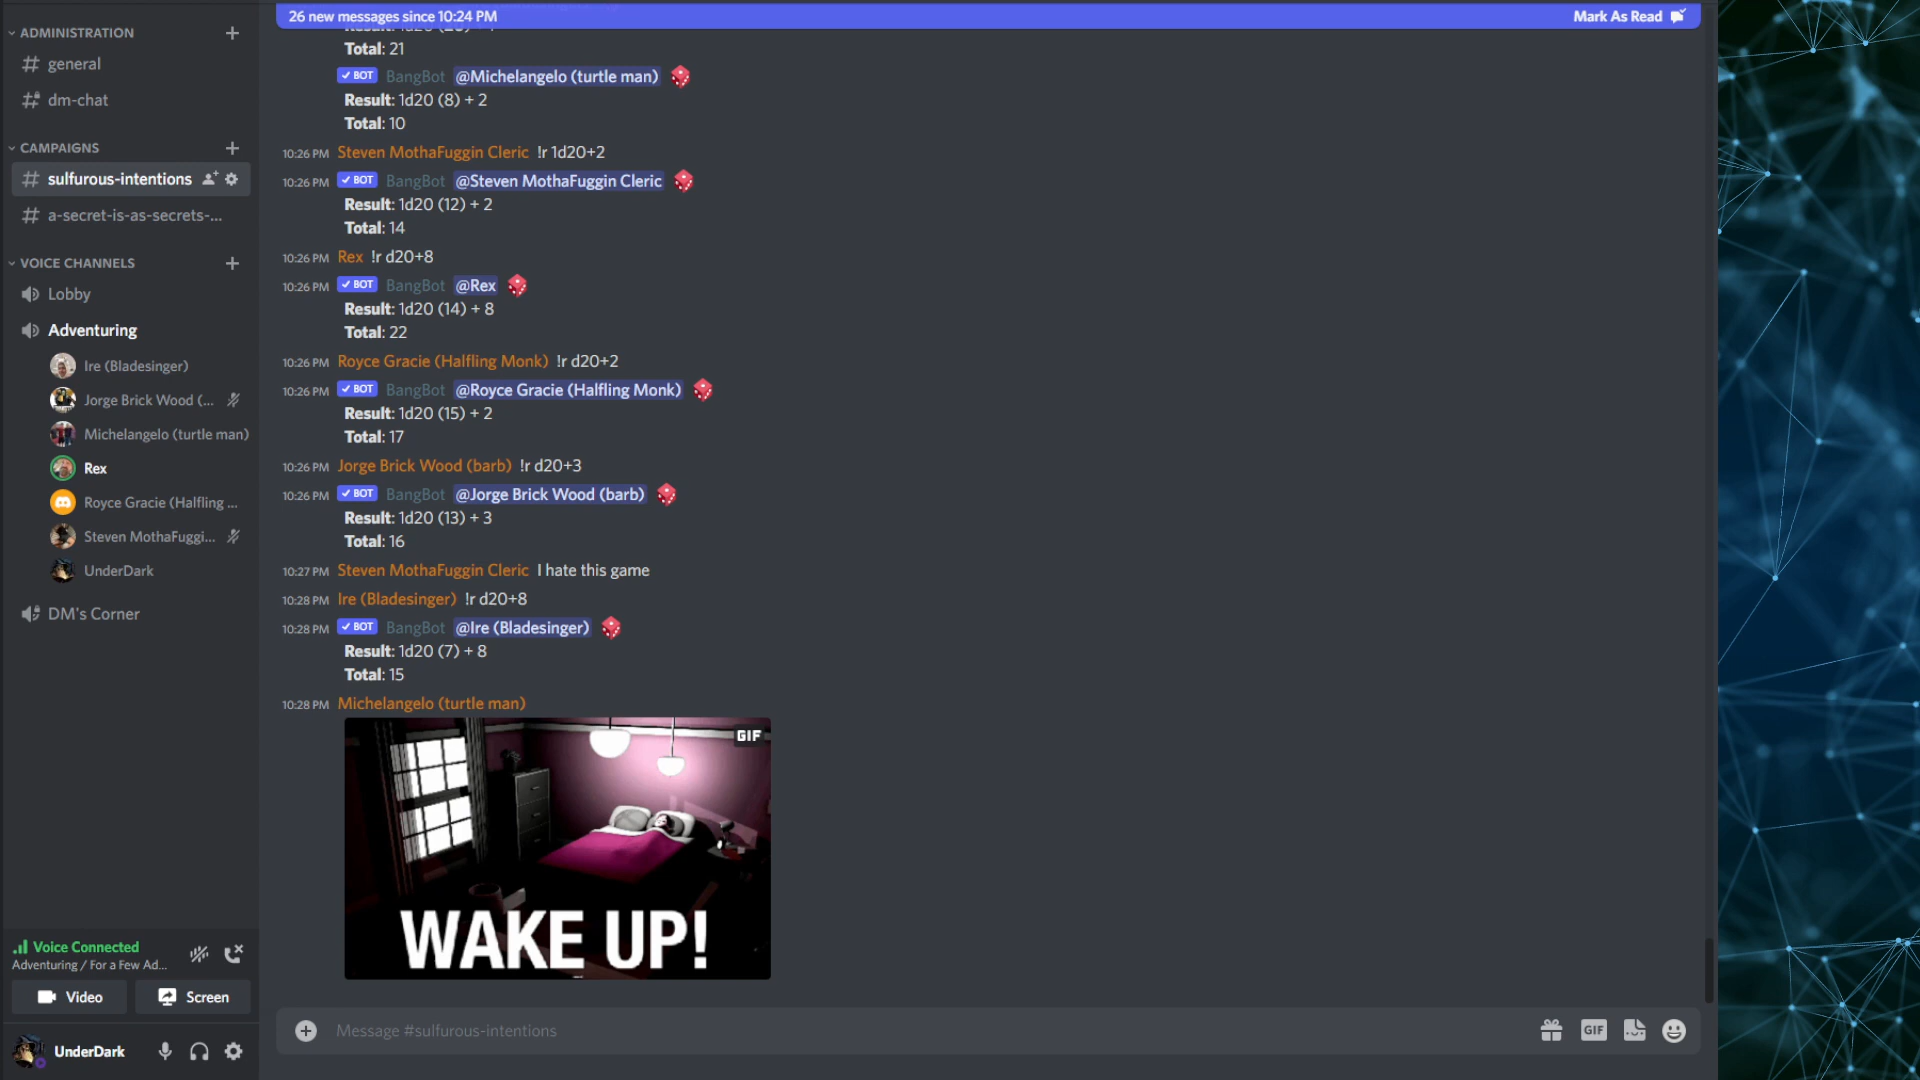 ADMINISTRATION
general
dm-chat
CAMPAIGNS
sulfurous-intentions
a-secret-is-as-secrets-...
VOICE CHANNELS
Lobby
Adventuring
Ire (Bladesinger)
Jorge Brick Wood (...
Michelangelo (turtle man)
Rex
Royce Gracie (Halfling ...
Steven MothaFuggi...
UnderDark
DM's Corner
Voice Connected
Adventuring / For a Few Ad...
Video Screen
UnderDark
26 new messages since 10:24 PM Mark As Read
Total: 21
BOT BangBot @Michelangelo (turtle man)
Result: 1d20 (8) + 2
Total: 10
10:26 PM Steven MothaFuggin Cleric !r 1d20+2
10:26 PM BOT BangBot @Steven MothaFuggin Cleric
Result: 1d20 (12) + 2
Total: 14
10:26 PM Rex !r d20+8
10:26 PM BOT BangBot @Rex
Result: 1d20 (14) + 8
Total: 22
10:26 PM Royce Gracie (Halfling Monk) !r d20+2
10:26 PM BOT BangBot @Royce Gracie (Halfling Monk)
Result: 1d20 (15) + 2
Total: 17
10:26 PM Jorge Brick Wood (barb) !r d20+3
10:26 PM BOT BangBot @Jorge Brick Wood (barb)
Result: 1d20 (13) + 3
Total: 16
10:27 PM Steven MothaFuggin Cleric I hate this game
10:28 PM Ire (Bladesinger) !r d20+8
10:28 PM BOT BangBot @Ire (Bladesinger)
Result: 1d20 (7) + 8
Total: 15
10:28 PM Michelangelo (turtle man)
GIF
WAKE UP!
Message #sulfurous-intentions
GIF